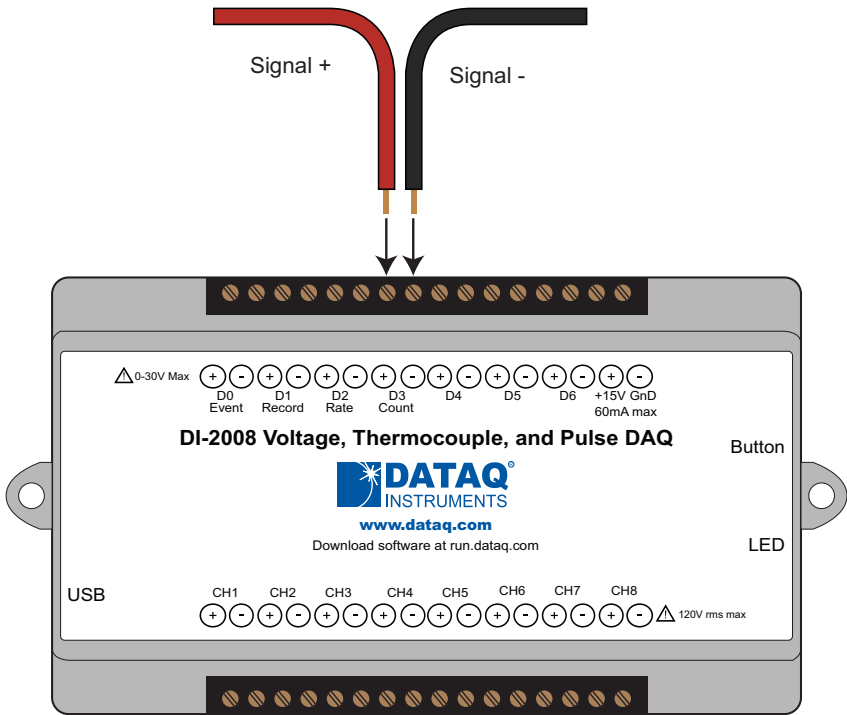 Signal +
Signal -
0-30V Max
+ - + - + - + - + - + - + - + -
D0 D1 D2 D3 D4 D5 D6 +15V GnD
Event Record Rate Count 60mA max
DI-2008 Voltage, Thermocouple, and Pulse DAQ
Button
DATAQ®
INSTRUMENTS
www.dataq.com
Download software at run.dataq.com
LED
USB
CH1 CH2 CH3 CH4 CH5 CH6 CH7 CH8
+ - + - + - + - + - + - + - + -
120V rms max